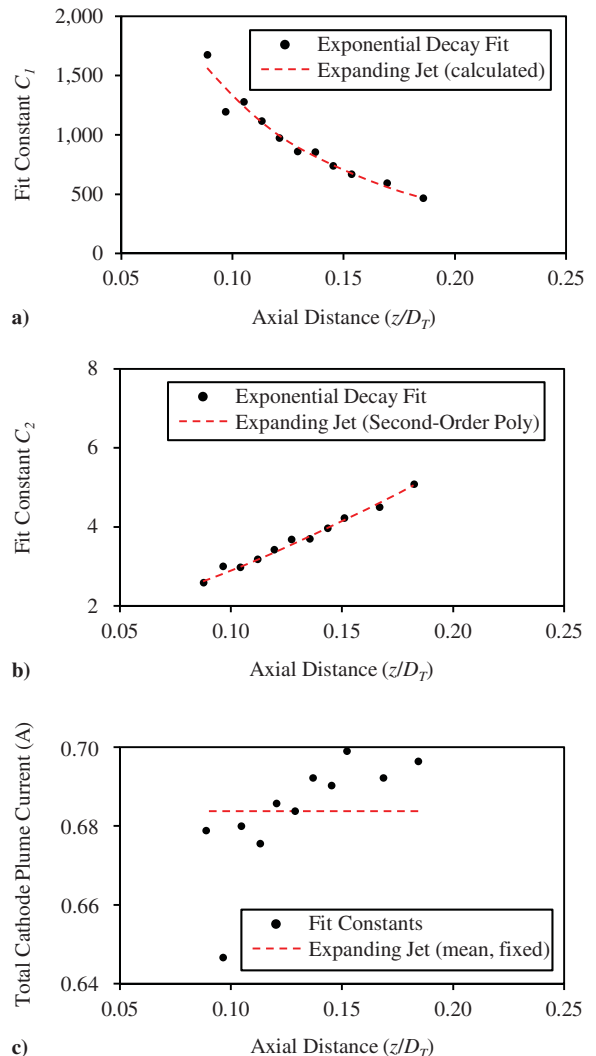 2,000
1,500
1,000
500
0
Fit Constant C1
Exponential Decay Fit
Expanding Jet (calculated)
0.05 0.10 0.15 0.20 0.25
a) Axial Distance (z/DT)
8
6
4
2
Fit Constant C2
Exponential Decay Fit
Expanding Jet (Second-Order Poly)
0.05 0.10 0.15 0.20 0.25
b) Axial Distance (z/DT)
0.70
0.68
0.66
0.64
Total Cathode Plume Current (A)
Fit Constants
Expanding Jet (mean, fixed)
0.05 0.10 0.15 0.20 0.25
c) Axial Distance (z/DT)